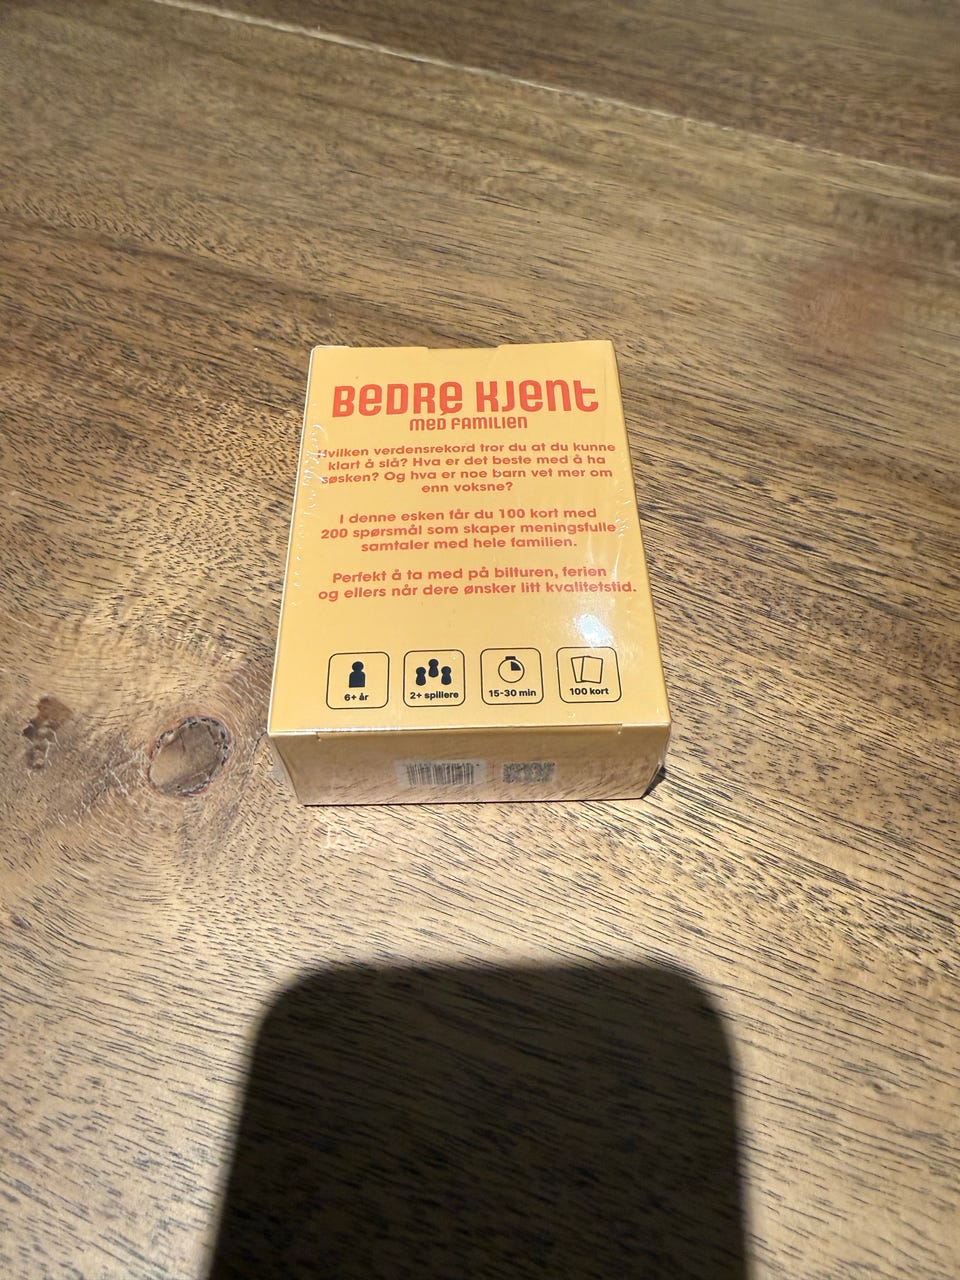 BEDRE KJENT
MED FAMILIEN
Hvilken verdensrekord tror du at du kunne
klart å slå? Hva er det beste med å ha
søsken? Og hva er noe barn vet mer om
enn voksne?
I denne esken får du 100 kort med
200 spørsmål som skaper meningsfulle
samtaler med hele familien.
Perfekt å ta med på bilturen, ferien
og ellers når dere ønsker litt kvalitetstid.
6+ år
2+ spillere
15-30 min
100 kort